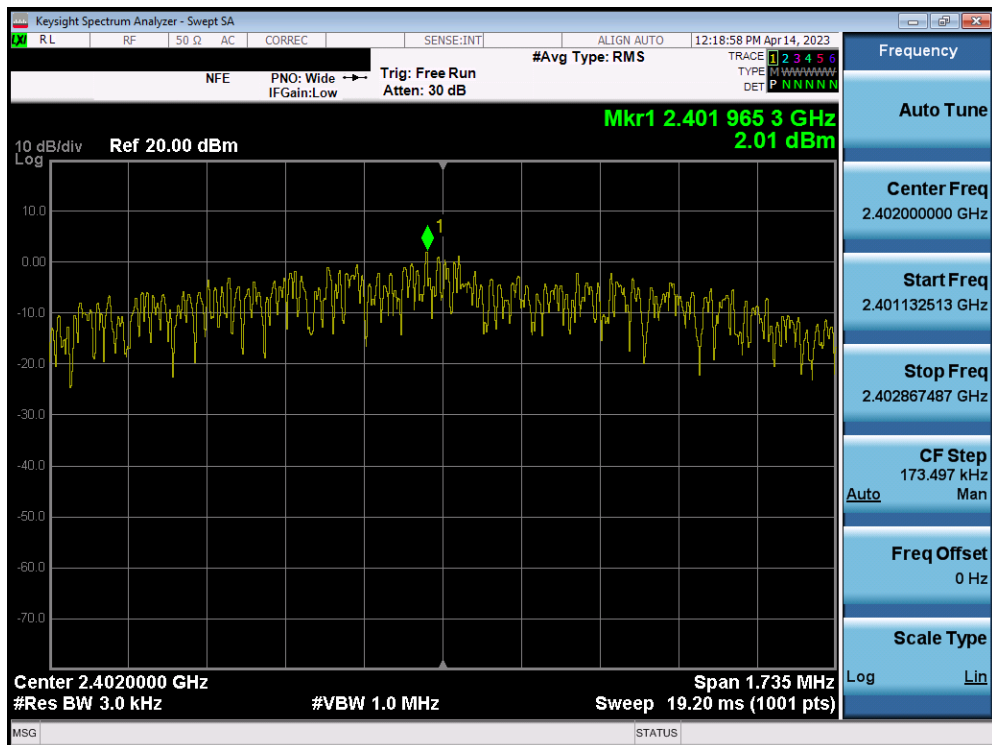 Keysight Spectrum Analyzer - Swept SA
LXI RL RF 50 Ω AC CORREC SENSE:INT ALIGN AUTO 12:18:58 PM Apr 14, 2023
#Avg Type: RMS TRACE 1 2 3 4 5 6
NFE PNO: Wide Trig: Free Run TYPE M WWWWW
IFGain:Low Atten: 30 dB DET P N N N N N
Mkr1 2.401 965 3 GHz
2.01 dBm
10 dB/div Ref 20.00 dBm
Log
1
10.0
0.00
-10.0
-20.0
-30.0
-40.0
-50.0
-60.0
-70.0
Center 2.4020000 GHz Span 1.735 MHz
#Res BW 3.0 kHz #VBW 1.0 MHz Sweep 19.20 ms (1001 pts)
MSG STATUS
Frequency
Auto Tune
Center Freq
2.402000000 GHz
Start Freq
2.401132513 GHz
Stop Freq
2.402867487 GHz
CF Step
173.497 kHz
Auto Man
Freq Offset
0 Hz
Scale Type
Log Lin